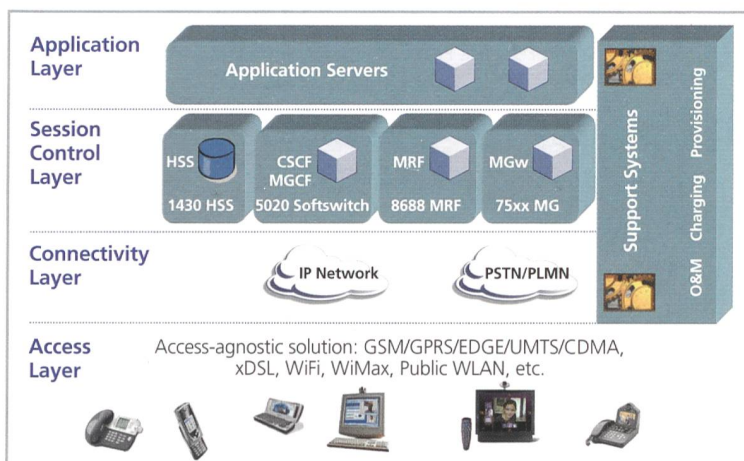 Application
Layer
Application Servers
Session
Control
Layer
HSS
1430 HSS
CSCF
MGCF
5020 Softswitch
MRF
8688 MRF
MGw
75xx MG
Connectivity
Layer
IP Network
PSTN/PLMN
Access
Layer
Access-agnostic solution: GSM/GPRS/EDGE/UMTS/CDMA,
xDSL, WiFi, WiMax, Public WLAN, etc.
Support Systems
O&M Charging Provisioning